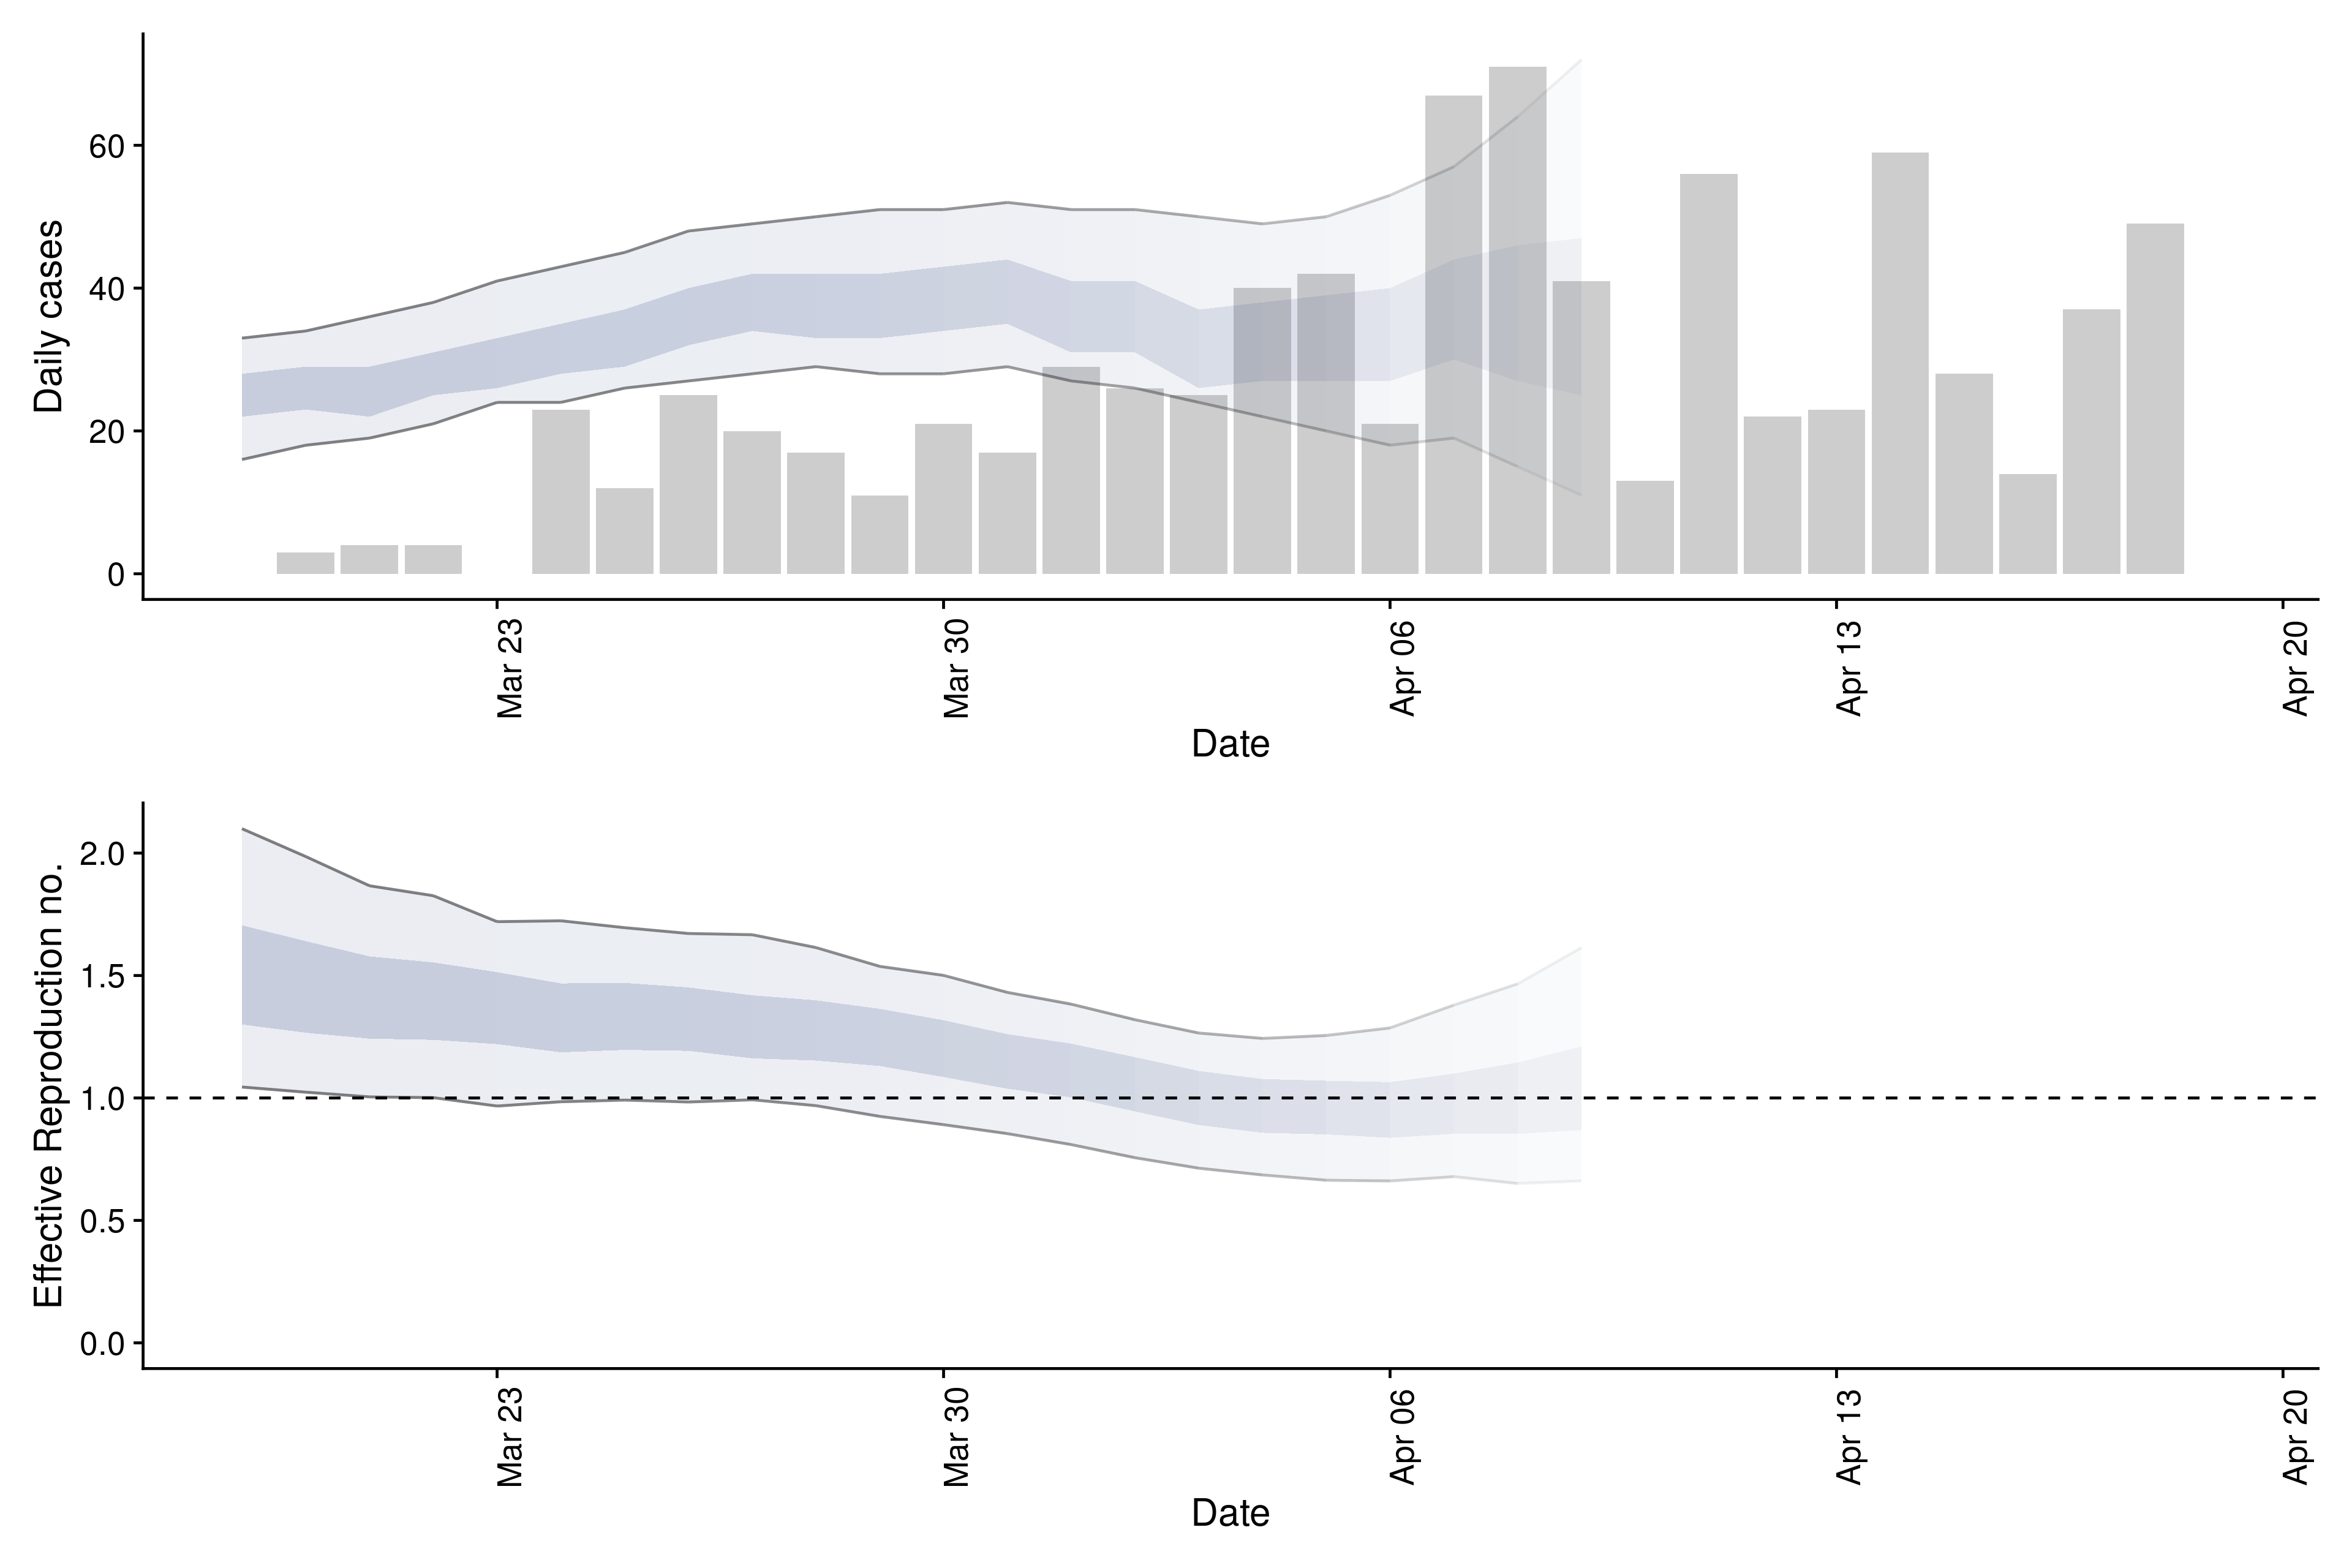 Daily cases
60
40
20
0
Mar 23
Mar 30
Apr 06
Apr 13
Apr 20
Date
Effective Reproduction no.
2.0
1.5
1.0
0.5
0.0
Mar 23
Mar 30
Apr 06
Apr 13
Apr 20
Date